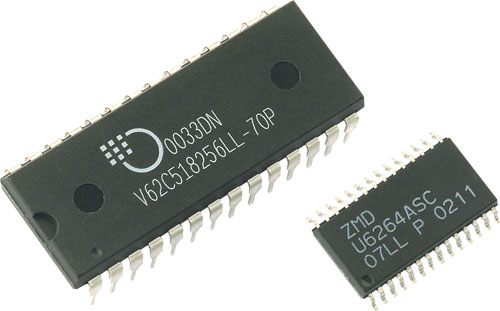 0033DN
V62C518256LL-70P
ZMD
U6264ASC
07LL P 0211